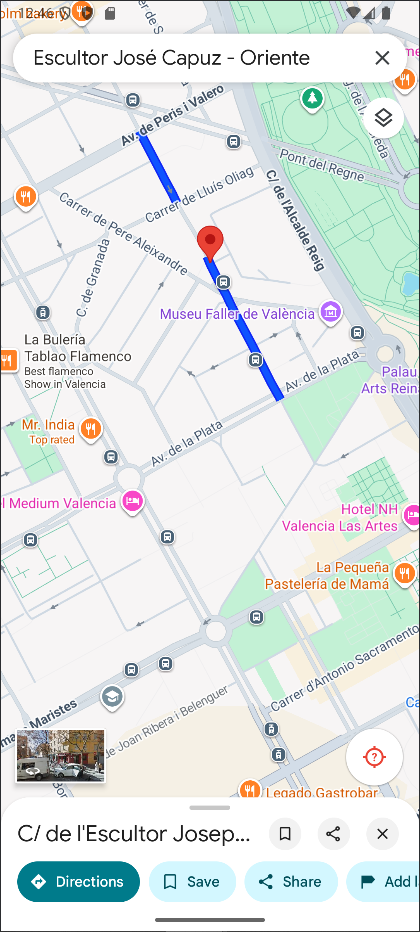 12:46
Escultor José Capuz - Oriente
Av. de Peris i Valero
Pont del Regne
Carrer de Lluís Oliag
C/ de l'Alcalde Reig
Carrer de Pere Aleixandre
C. de Granada
Museu Faller de València
La Bulería
Tablao Flamenco
Best flamenco
Show in Valencia
Av. de la Plata
Palau
Arts Rein
Mr. India
Top rated
Av. de la Plata
l Medium Valencia
Hotel NH
Valencia Las Artes
La Pequeña
Pastelería de Mamá
Carrer d'Antonio Sacramento
Maristes
de Joan Ribera i Belenguer
Legado Gastrobar
C/ de l'Escultor Josep...
Directions
Save
Share
Add l